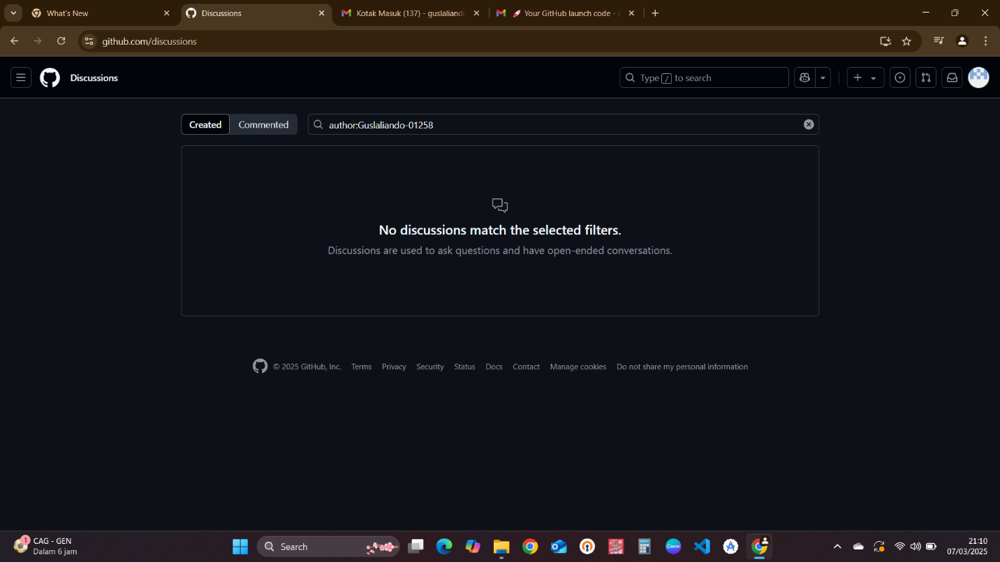 What's New
Discussions
Kotak Masuk (137) - guslaliando
🚀 Your GitHub launch code - a
github.com/discussions
Discussions
Type / to search
Created
Commented
author:Guslaliando-01258
No discussions match the selected filters.
Discussions are used to ask questions and have open-ended conversations.
© 2025 GitHub, Inc. Terms Privacy Security Status Docs Contact Manage cookies Do not share my personal information
1
CAG - GEN
Dalam 6 jam
Search
Canva
21:10
07/03/2025